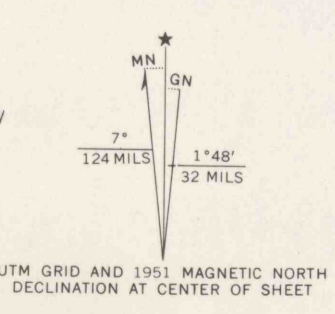 MN
GN
7°
124 MILS
1°48'
32 MILS
UTM GRID AND 1951 MAGNETIC NORTH
DECLINATION AT CENTER OF SHEET